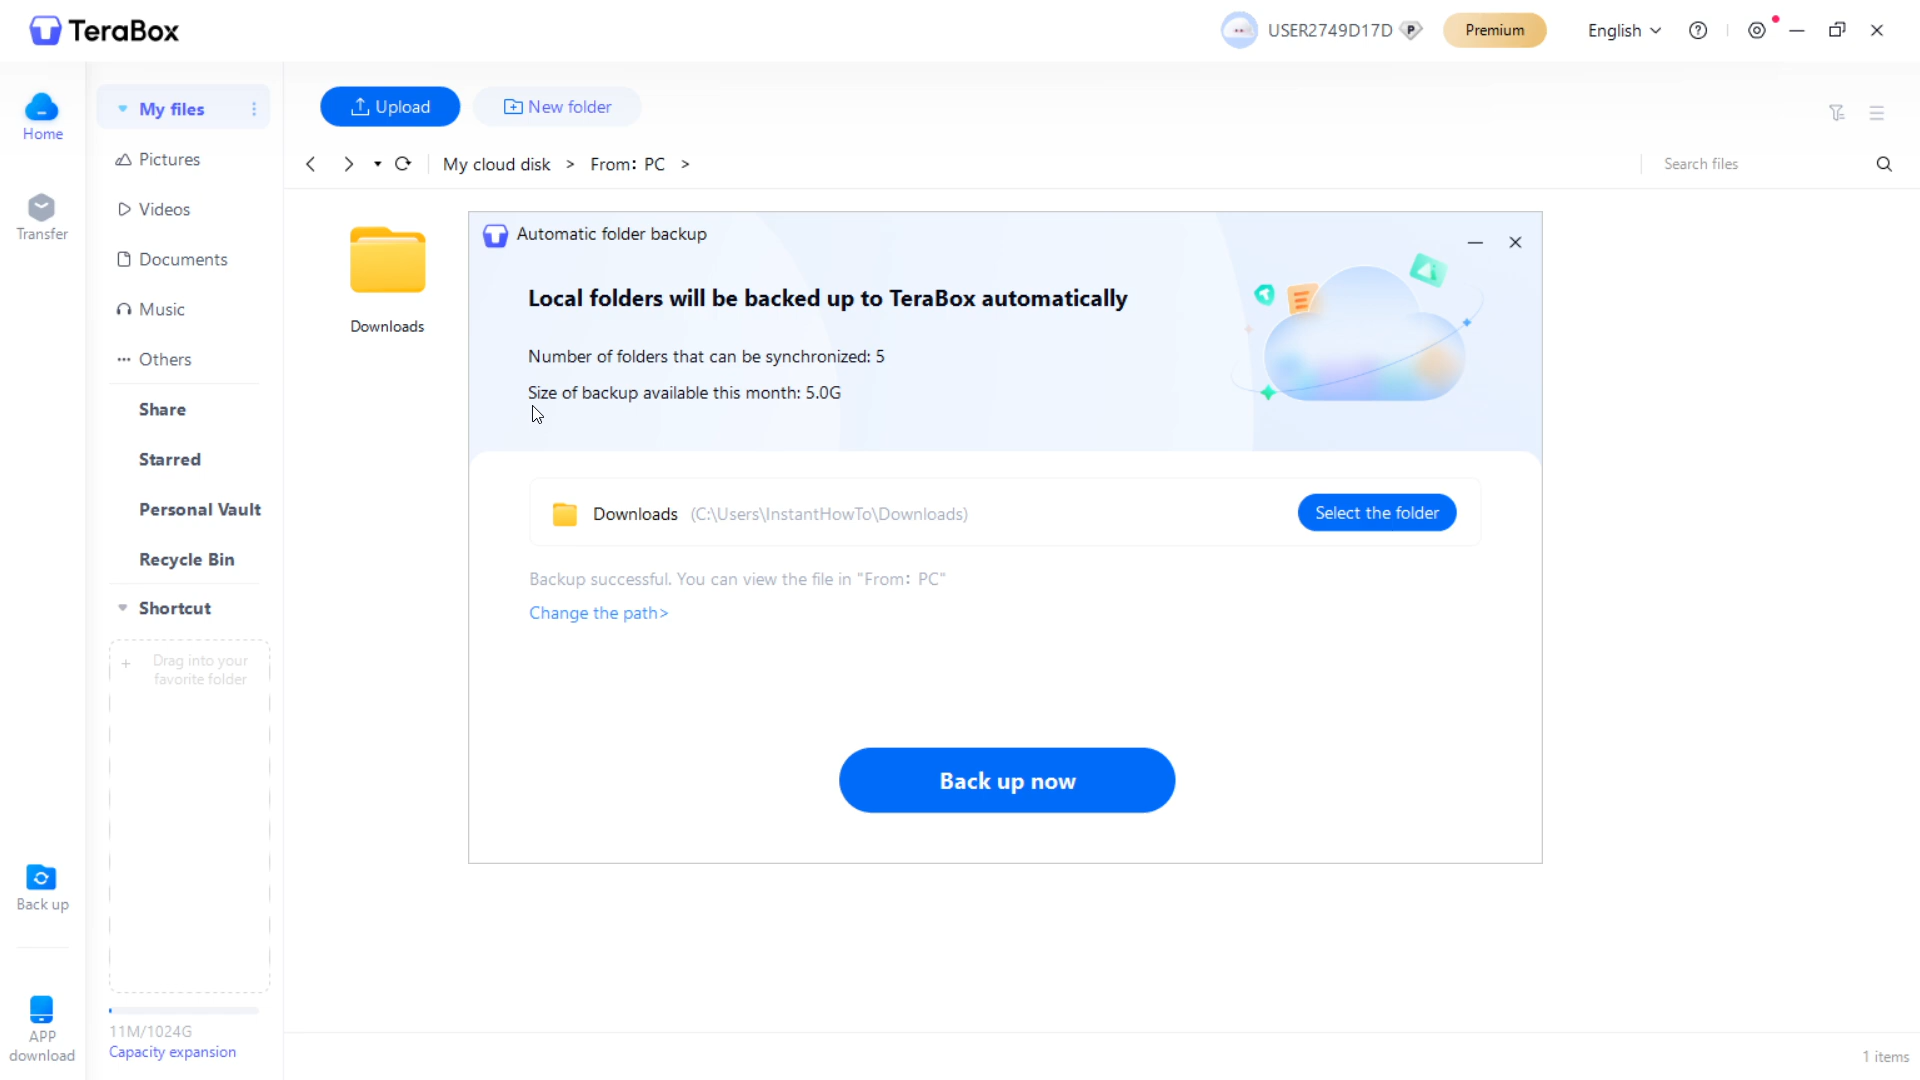 TeraBox
USER2749D17D
Premium
English
Home
Transfer
Back up
APP
download
My files
Pictures
Videos
Documents
Music
Others
Share
Starred
Personal Vault
Recycle Bin
Shortcut
+ Drag into your
favorite folder
11M/1024G
Capacity expansion
Upload
New folder
My cloud disk > From: PC >
Search files
Downloads
Automatic folder backup
Local folders will be backed up to TeraBox automatically
Number of folders that can be synchronized: 5
Size of backup available this month: 5.0G
Downloads (C:\Users\InstantHowTo\Downloads)
Select the folder
Backup successful. You can view the file in "From: PC"
Change the path>
Back up now
1 items